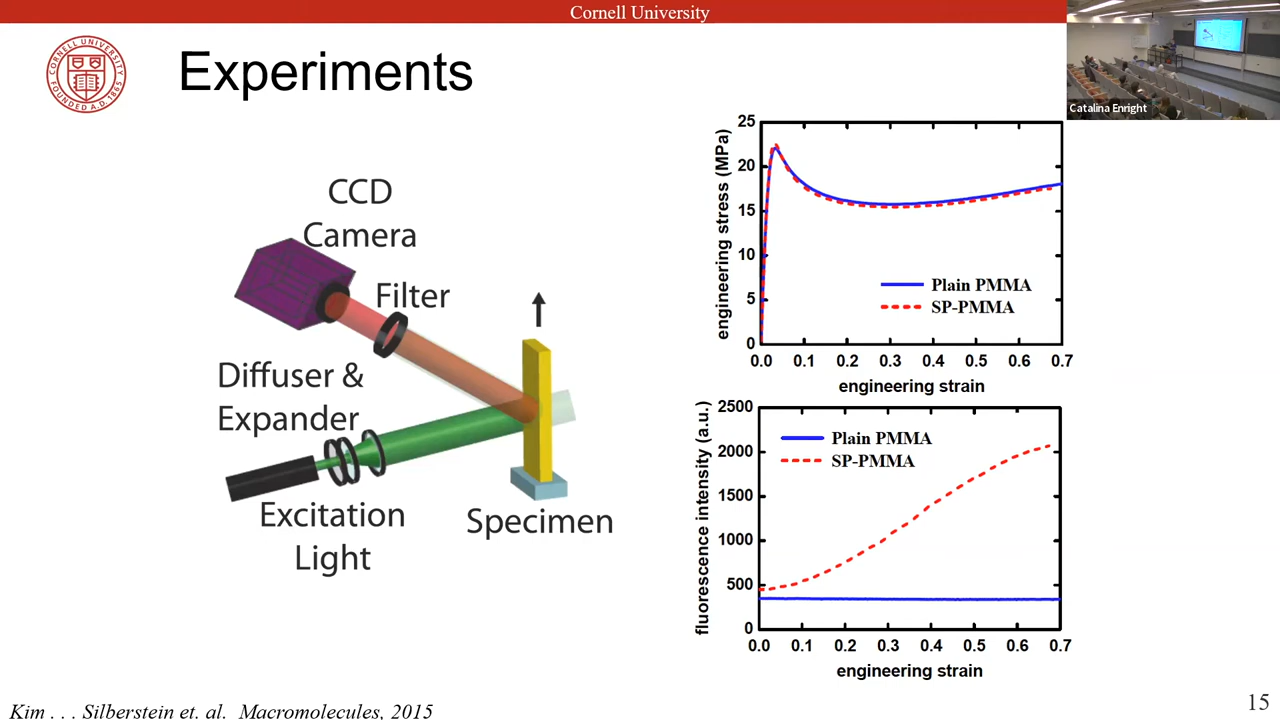 Cornell University
CORNELL UNIVERSITY
FOUNDED A.D. 1865
Experiments
Catalina Enright
CCD
Camera
Filter
Diffuser &
Expander
Excitation
Light
Specimen
25
20
15
10
5
0
engineering stress (MPa)
Plain PMMA
SP-PMMA
0.0 0.1 0.2 0.3 0.4 0.5 0.6 0.7
engineering strain
2500
2000
1500
1000
500
0
fluorescence intensity (a.u.)
Plain PMMA
SP-PMMA
0.0 0.1 0.2 0.3 0.4 0.5 0.6 0.7
engineering strain
Kim . . . Silberstein et. al. Macromolecules, 2015
15